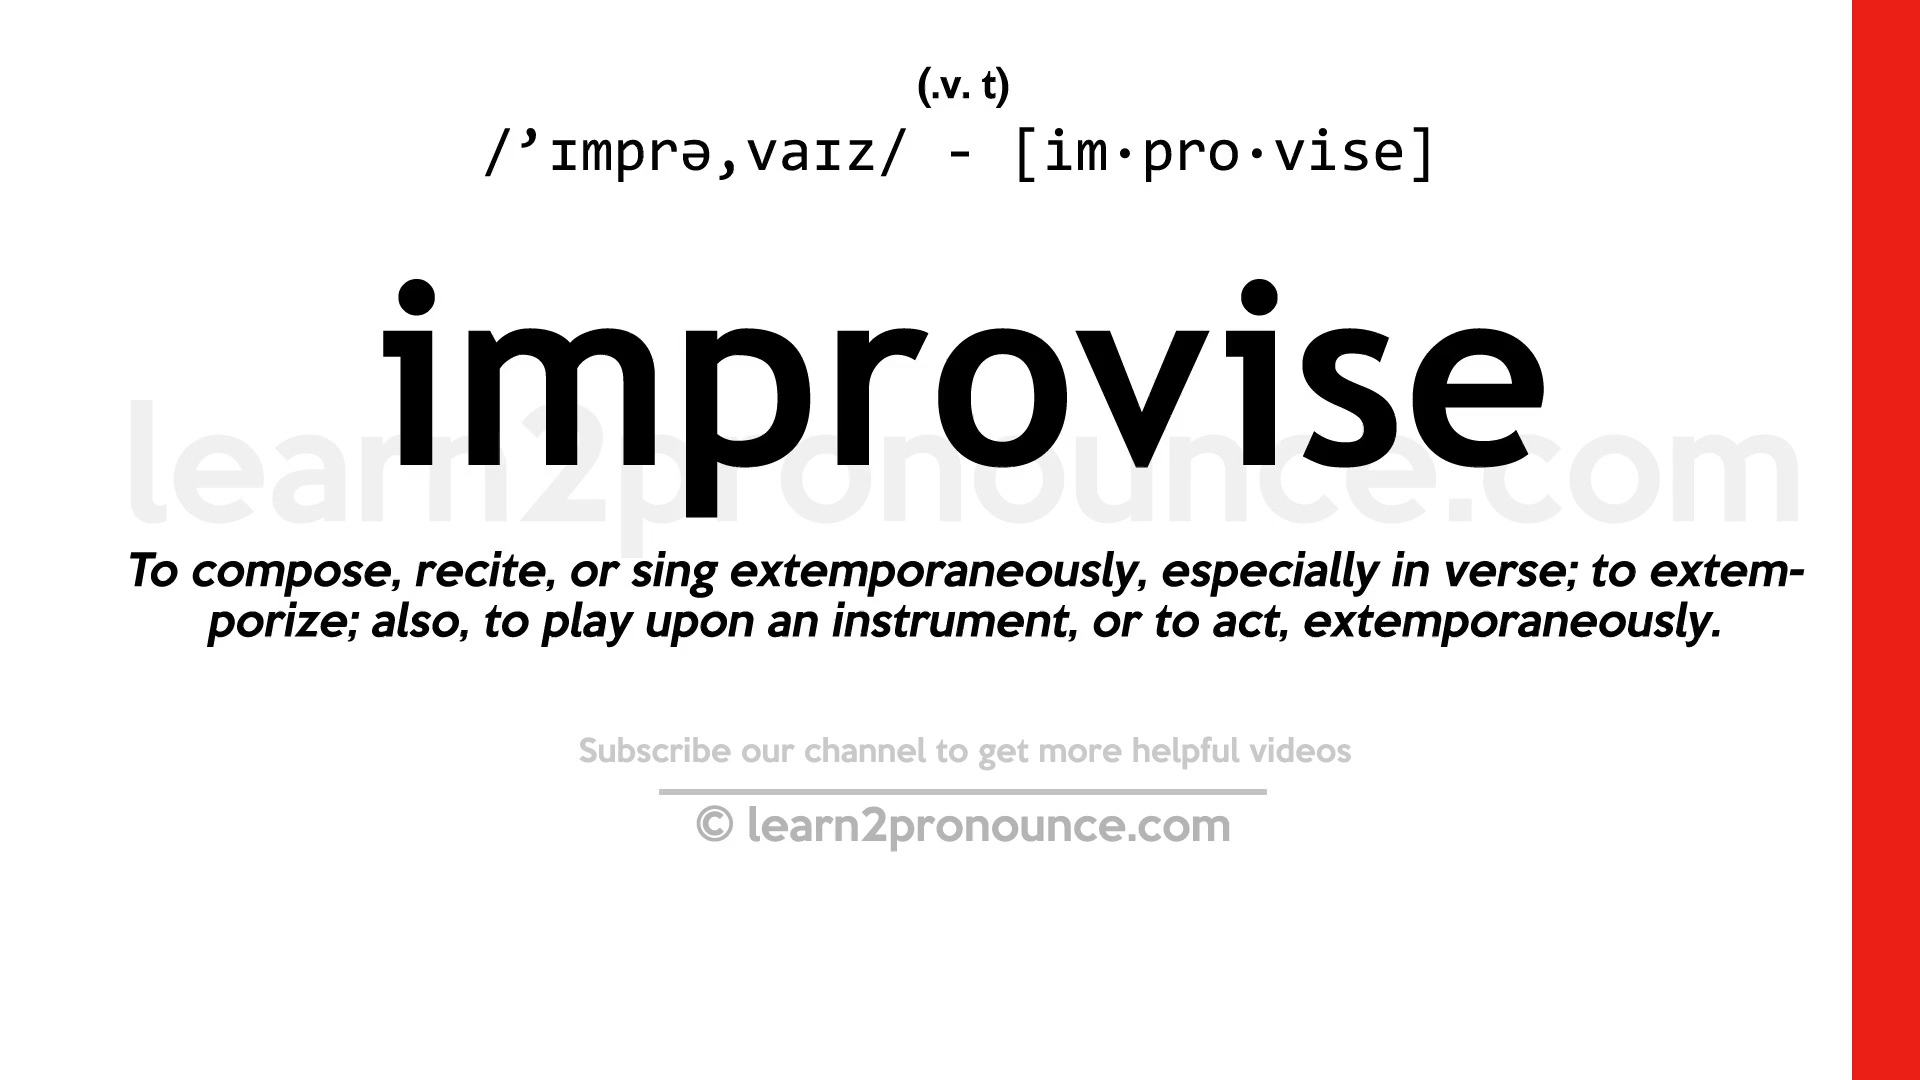 (.v. t)
/’ɪmprə,vaɪz/ - [im·pro·vise]
improvise
learn2pronounce.com
To compose, recite, or sing extemporaneously, especially in verse; to extem-
porize; also, to play upon an instrument, or to act, extemporaneously.
Subscribe our channel to get more helpful videos
© learn2pronounce.com